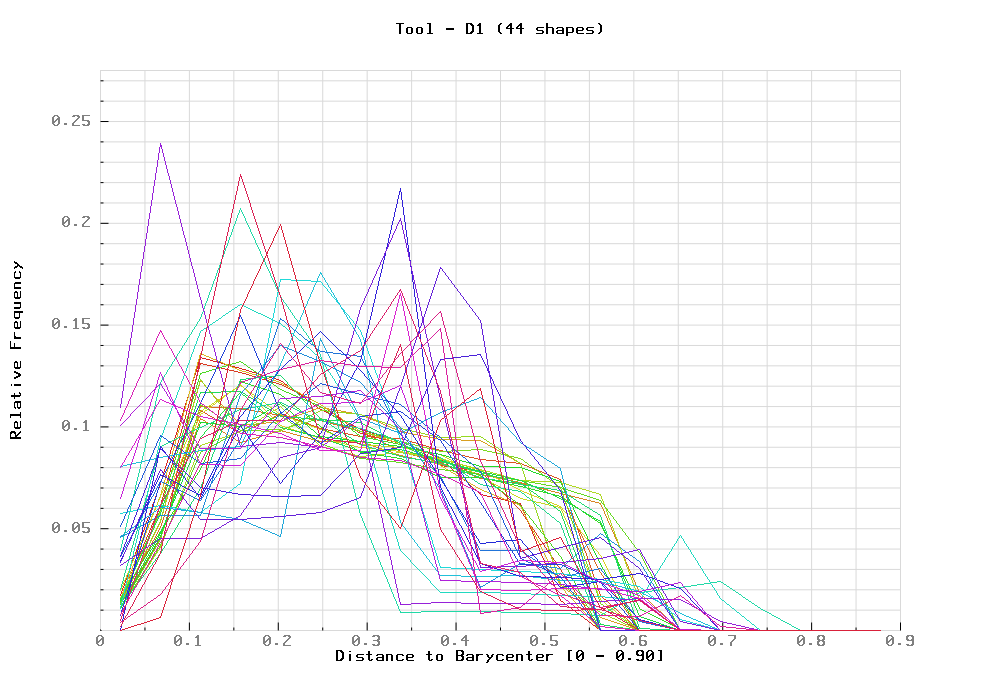 Tool - D1 (44 shapes)
0.25
0.2
0.15
0.1
0.05
Relative Frequency
0 0.1 0.2 0.3 0.4 0.5 0.6 0.7 0.8 0.9
Distance to Barycenter [0 - 0.90]